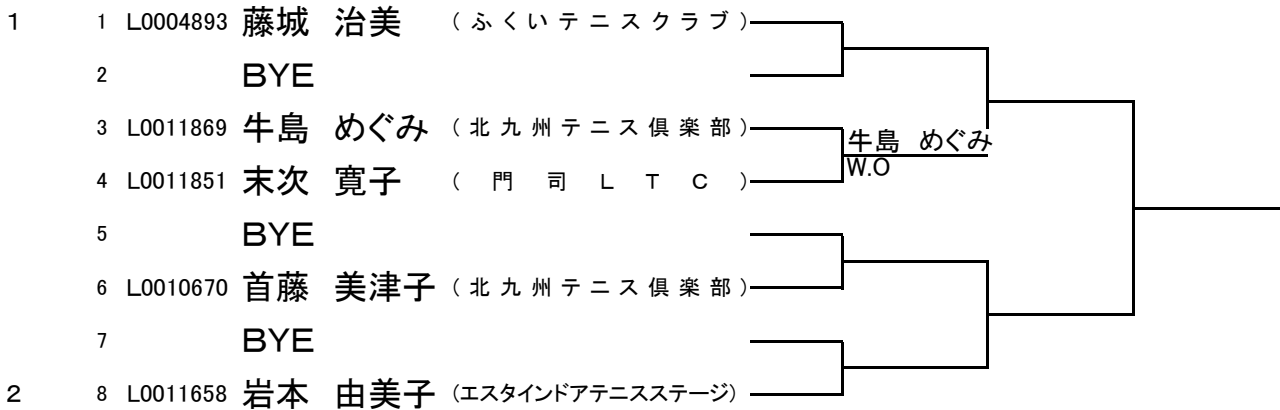 1 1 L0004893 藤城 治美 (ふくいテニスクラブ)
2 BYE
3 L0011869 牛島 めぐみ (北九州テニス倶楽部)
牛島 めぐみ
W.O
4 L0011851 末次 寛子 (門司LTC)
5 BYE
6 L0010670 首藤 美津子 (北九州テニス倶楽部)
7 BYE
2 8 L0011658 岩本 由美子 (エスタインドアテニスステージ)